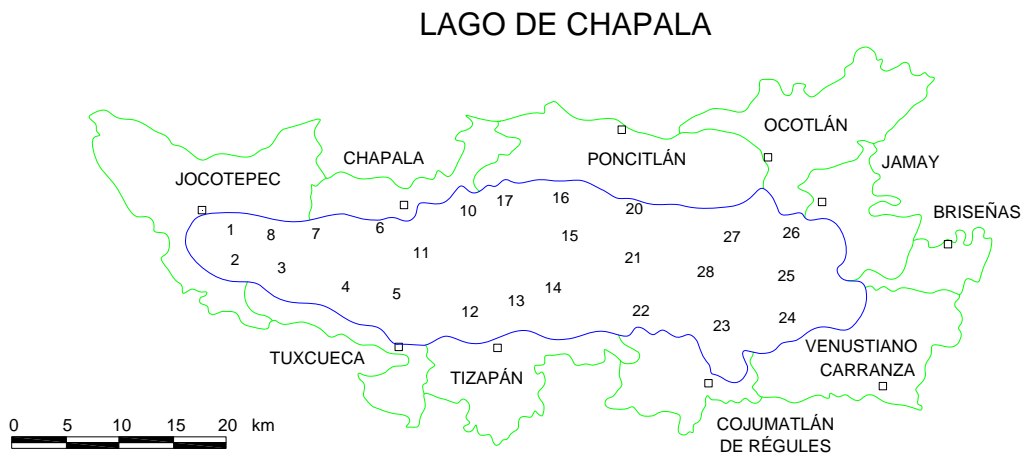 LAGO DE CHAPALA
OCOTLÁN
CHAPALA
PONCITLÁN
JAMAY
JOCOTEPEC
BRISEÑAS
17
16
10
20
1
8
7
6
15
27
26
2
3
11
21
28
25
4
5
14
13
12
22
23
24
TUXCUECA
TIZAPÁN
VENUSTIANO
CARRANZA
COJUMATLÁN
DE RÉGULES
0 5 10 15 20 km